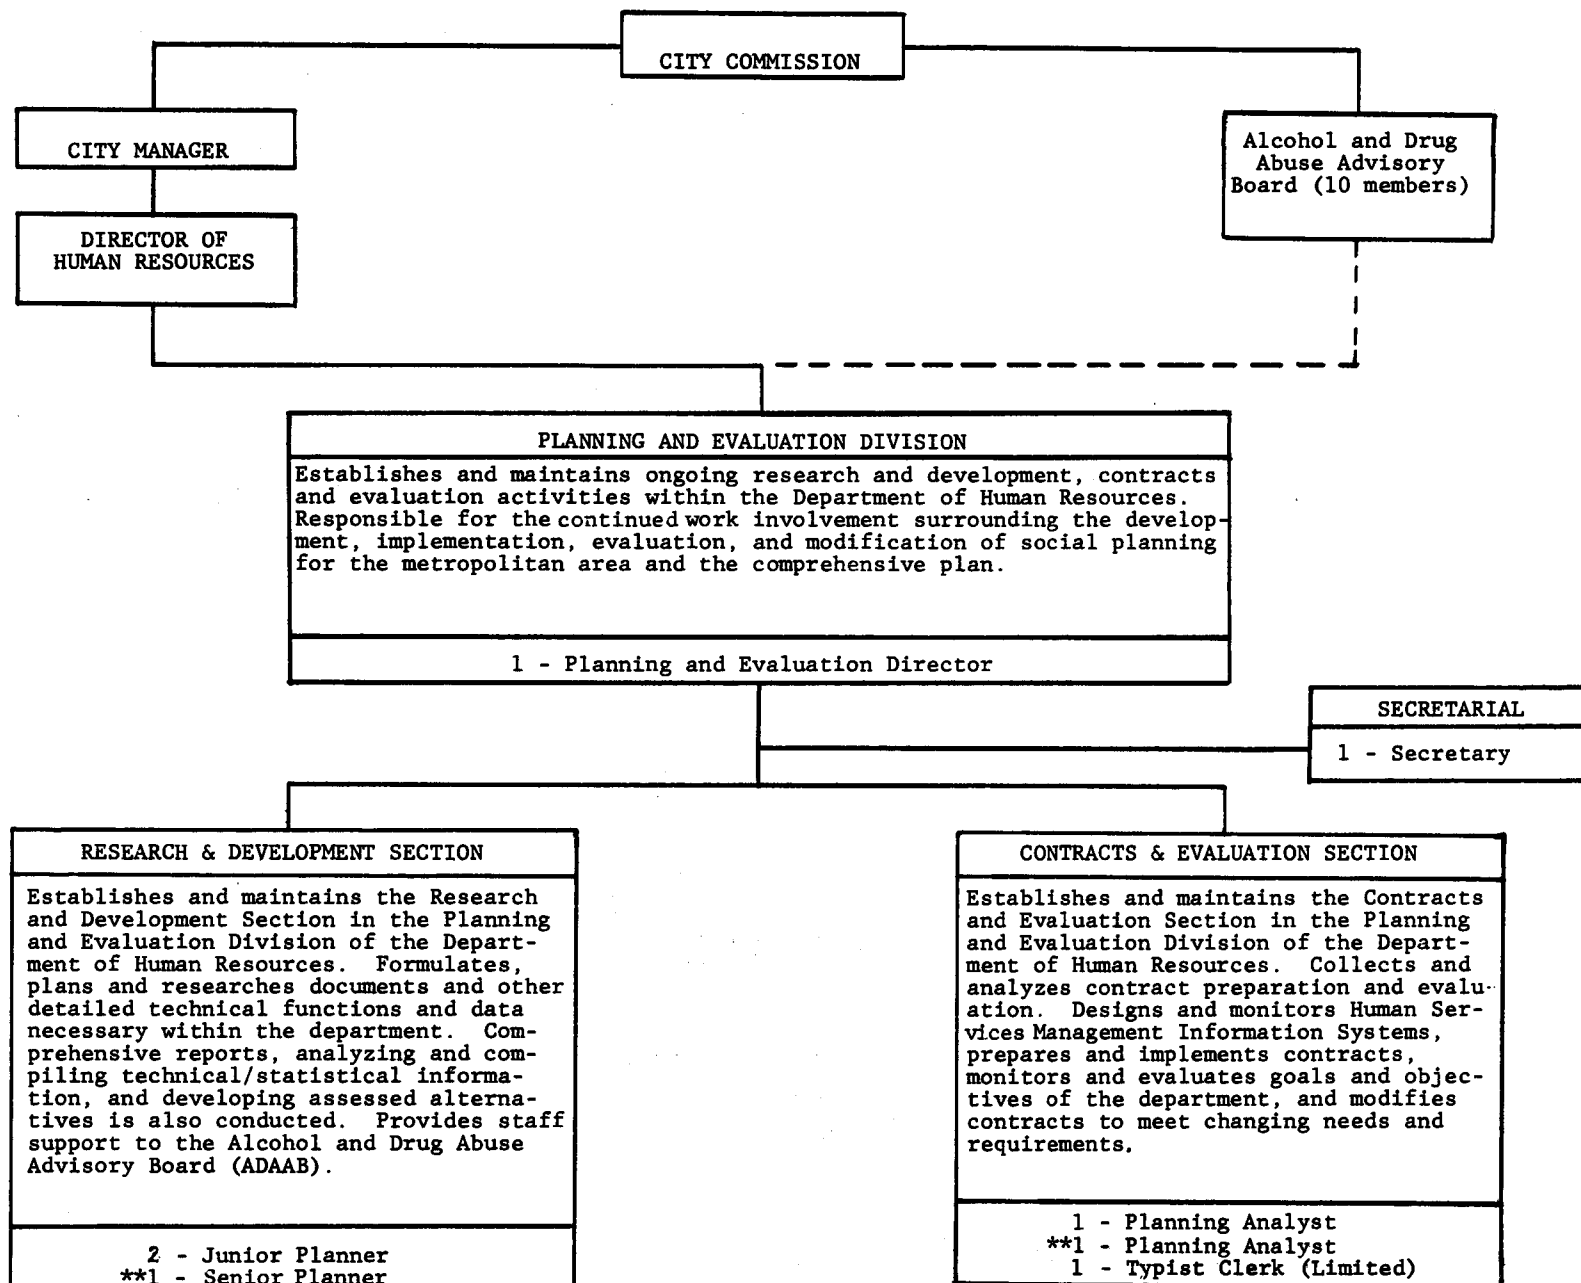 CITY COMMISSION
CITY MANAGER
Alcohol and Drug
Abuse Advisory
Board (10 members)
DIRECTOR OF
HUMAN RESOURCES
PLANNING AND EVALUATION DIVISION
Establishes and maintains ongoing research and development, contracts
and evaluation activities within the Department of Human Resources.
Responsible for the continued work involvement surrounding the develop-
ment, implementation, evaluation, and modification of social planning
for the metropolitan area and the comprehensive plan.
1 - Planning and Evaluation Director
SECRETARIAL
1 - Secretary
RESEARCH & DEVELOPMENT SECTION
Establishes and maintains the Research
and Development Section in the Planning
and Evaluation Division of the Depart-
ment of Human Resources. Formulates,
plans and researches documents and other
detailed technical functions and data
necessary within the department. Com-
prehensive reports, analyzing and com-
piling technical/statistical informa-
tion, and developing assessed alterna-
tives is also conducted. Provides staff
support to the Alcohol and Drug Abuse
Advisory Board (ADAAB).
2 - Junior Planner
**1 - Senior Planner
CONTRACTS & EVALUATION SECTION
Establishes and maintains the Contracts
and Evaluation Section in the Planning
and Evaluation Division of the Depart-
ment of Human Resources. Collects and
analyzes contract preparation and evalu-
ation. Designs and monitors Human Ser-
vices Management Information Systems,
prepares and implements contracts,
monitors and evaluates goals and objec-
tives of the department, and modifies
contracts to meet changing needs and
requirements.
1 - Planning Analyst
**1 - Planning Analyst
1 - Typist Clerk (Limited)